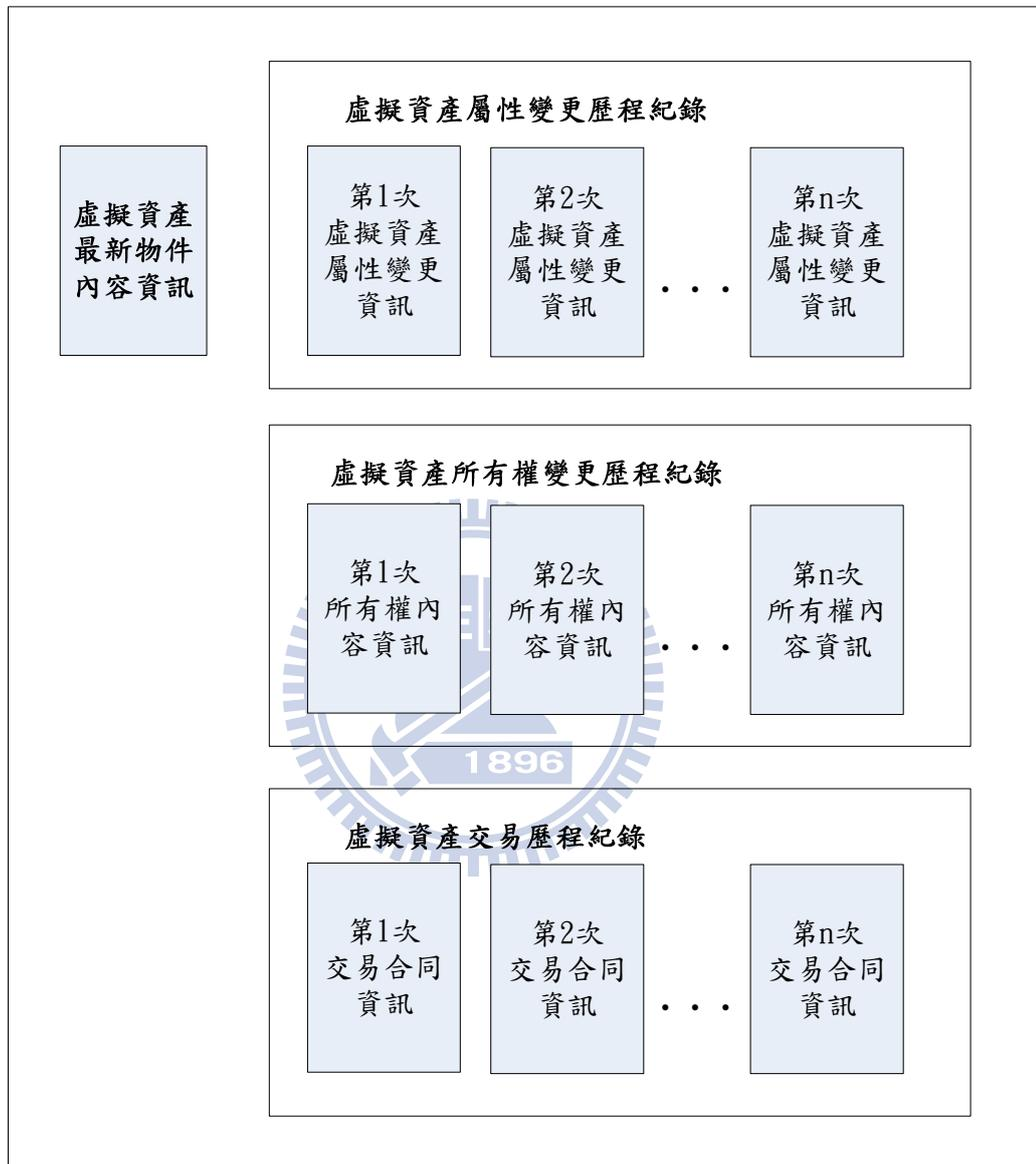 虛擬資產
最新物件
內容資訊
虛擬資產屬性變更歷程紀錄
第1次
虛擬資產
屬性變更
資訊
第2次
虛擬資產
屬性變更
資訊
. . .
第n次
虛擬資產
屬性變更
資訊
虛擬資產所有權變更歷程紀錄
第1次
所有權內
容資訊
第2次
所有權內
容資訊
. . .
第n次
所有權內
容資訊
1896
虛擬資產交易歷程紀錄
第1次
交易合同
資訊
第2次
交易合同
資訊
. . .
第n次
交易合同
資訊